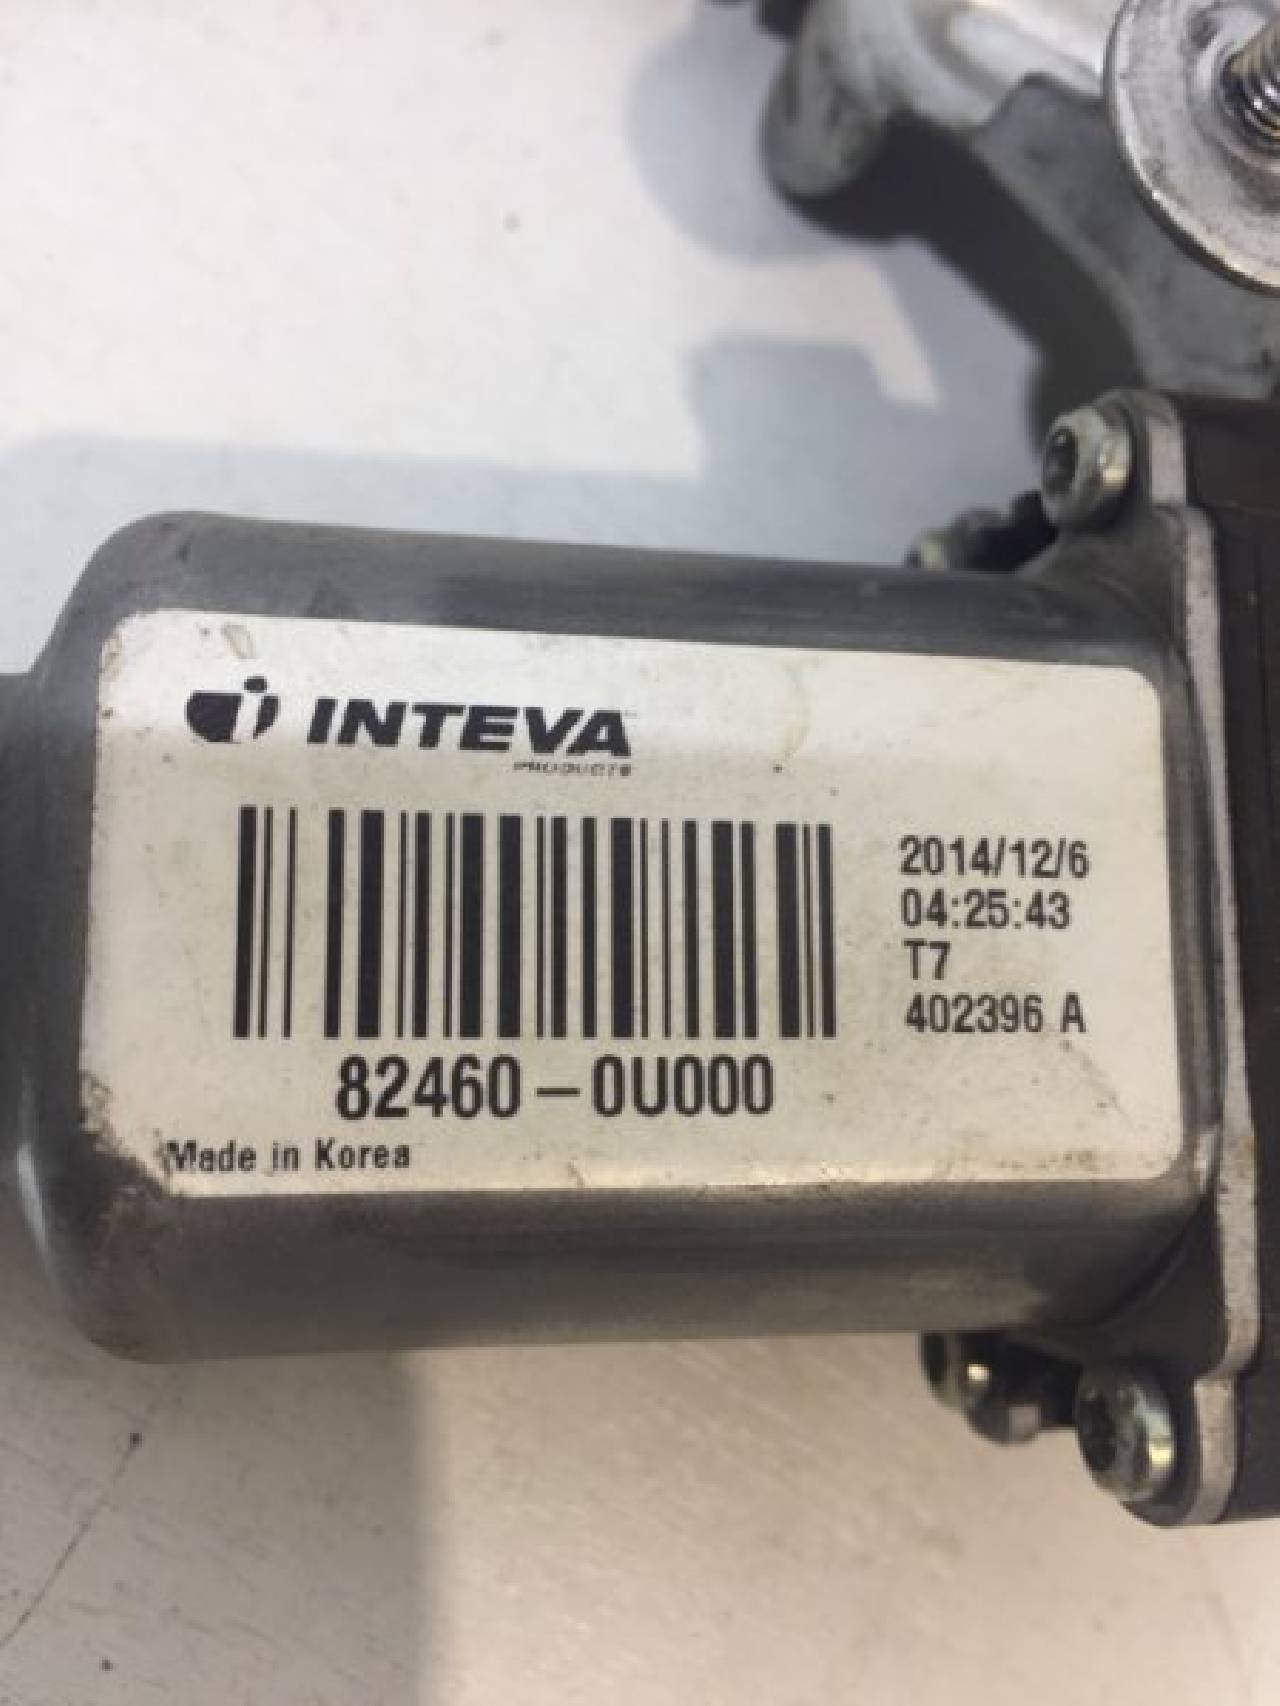 INTEVA
PRODUCTS
2014/12/6
04:25:43
T7
402396 A
82460-0U000
Made in Korea